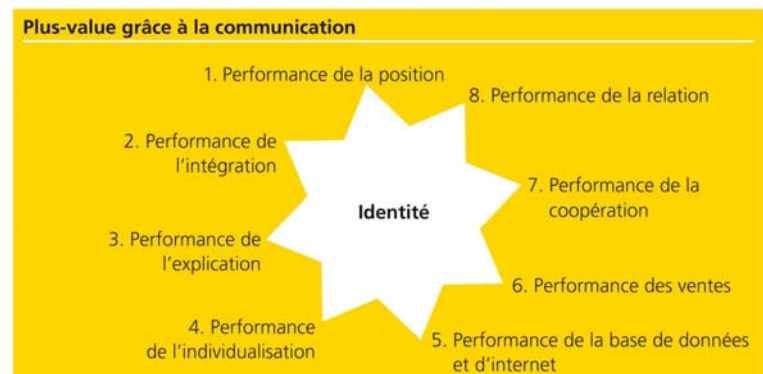 Plus-value grâce à la communication
1. Performance de la position
2. Performance de
l'intégration
3. Performance de
l'explication
4. Performance
de l'individualisation
5. Performance de la base de données
et d'internet
6. Performance des ventes
7. Performance de la
coopération
8. Performance de la relation
Identité